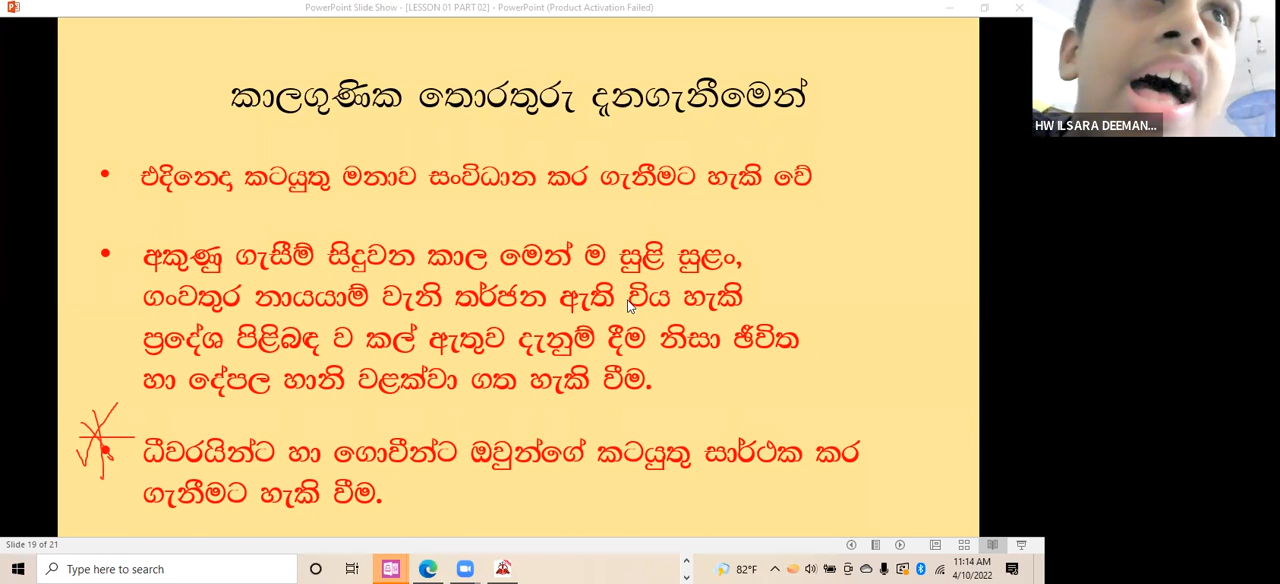 PowerPoint Slide Show - [LESSON 01 PART 02] - PowerPoint (Product Activation Failed)
කාලගුණික තොරතුරු දැනගැනීමෙන්
• එදිනෙදා කටයුතු මනාව සංවිධාන කර ගැනීමට හැකි වේ
• අකුණු ගැසීම් සිදුවන කාල මෙන් ම සුළි සුළං,
ගංවතුර නායයාම් වැනි තර්ජන ඇති විය හැකි
ප්‍රදේශ පිළිබඳ ව කල් ඇතුව දැනුම් දීම නිසා ජීවිත
හා දේපල හානි වළක්වා ගත හැකි වීම.
• ධීවරයින්ට හා ගොවීන්ට ඔවුන්ගේ කටයුතු සාර්ථක කර
ගැනීමට හැකි වීම.
HW ILSARA DEEMAN...
Slide 19 of 21
Type here to search
82°F
11:14 AM
4/10/2022